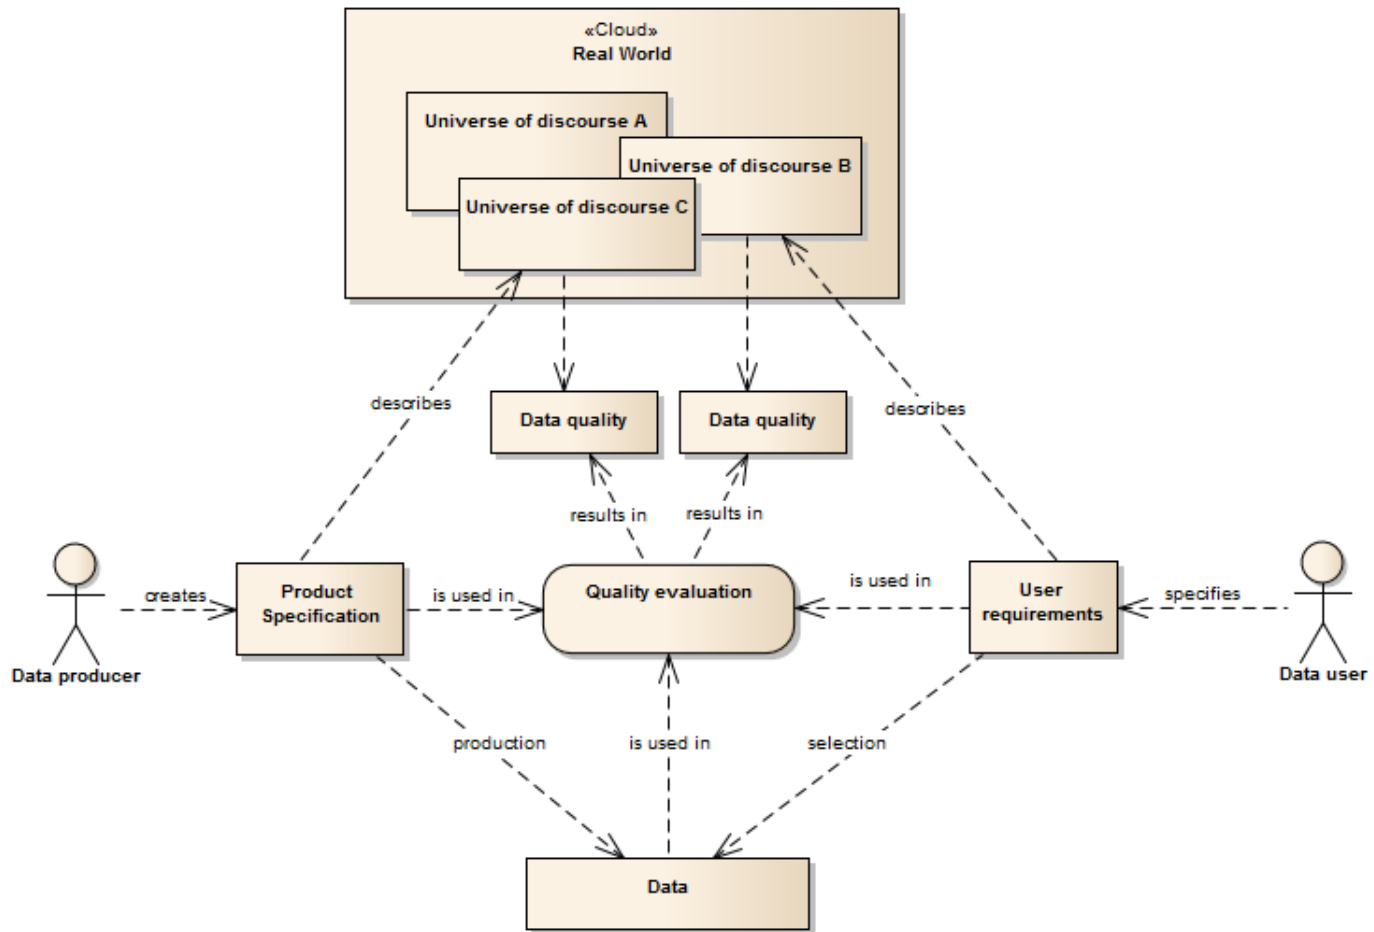 «Cloud»
Real World
Universe of discourse A
Universe of discourse B
Universe of discourse C
describes
describes
Data quality
Data quality
results in
results in
creates
Product
Specification
is used in
Quality evaluation
is used in
User
requirements
specifies
Data producer
Data user
production
is used in
selection
Data